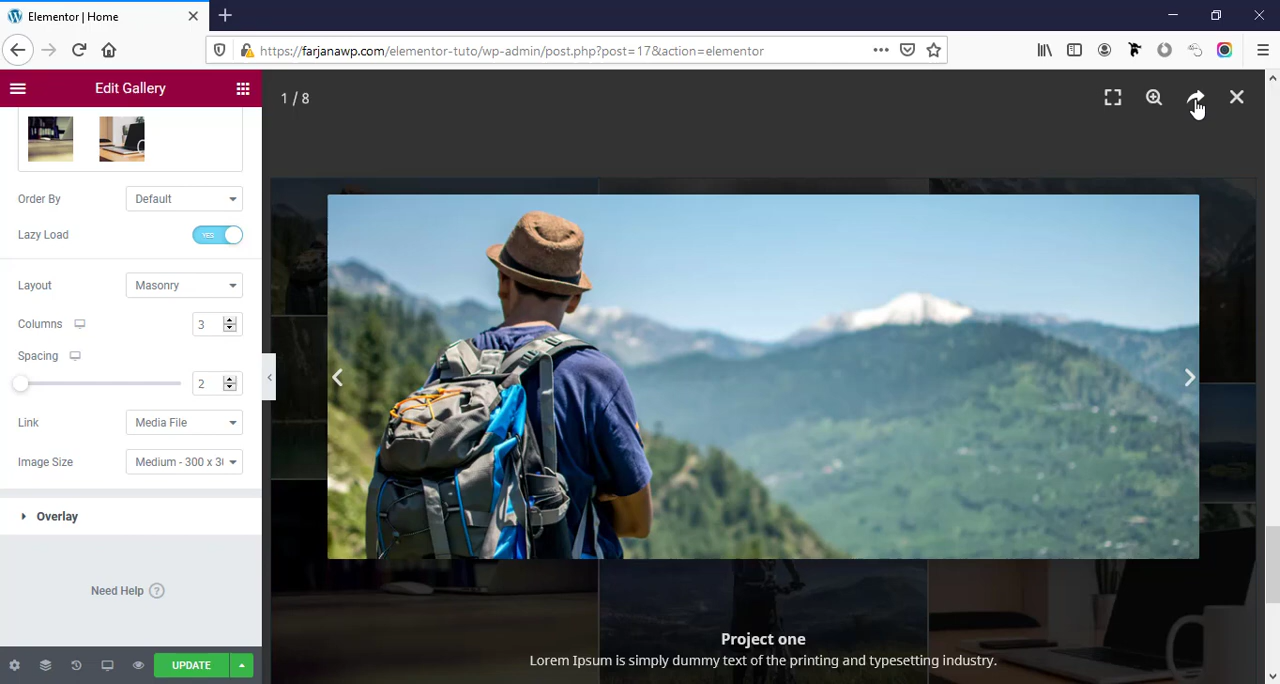 Elementor | Home
https://farjanawp.com/elementor-tuto/wp-admin/post.php?post=17&action=elementor
Edit Gallery
1 / 8
Order By
Default
Lazy Load
YES
Layout
Masonry
Columns
3
Spacing
2
Link
Media File
Image Size
Medium - 300 x 3
Overlay
Need Help ?
UPDATE
Project one
Lorem Ipsum is simply dummy text of the printing and typesetting industry.